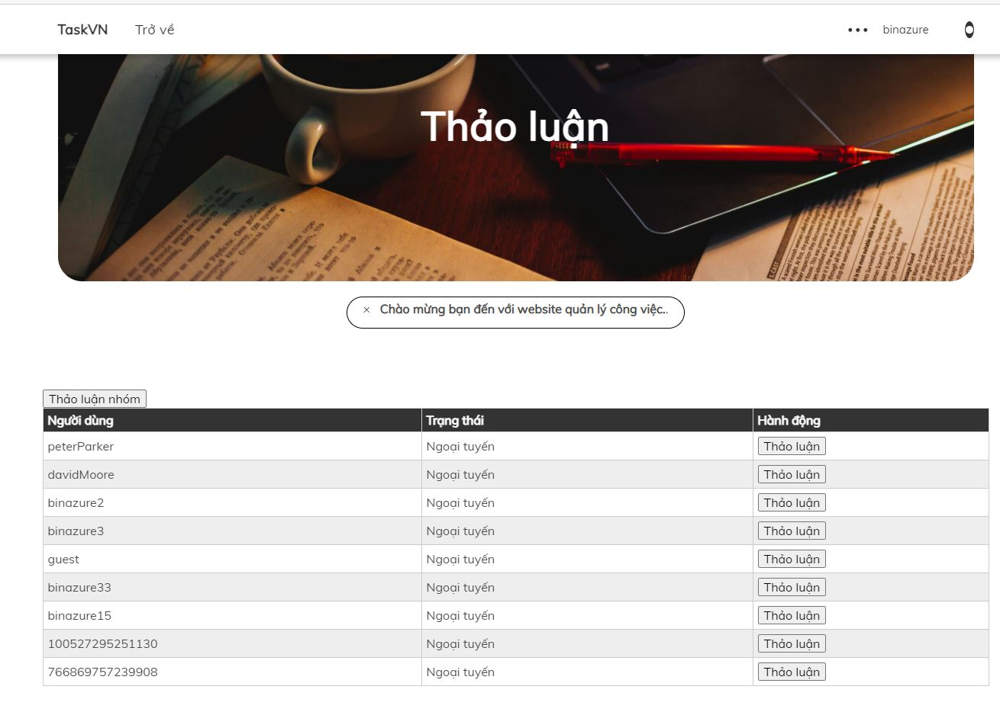 TaskVN Trở về ••• binazure
Thảo luận
× Chào mừng bạn đến với website quản lý công việc..
Thảo luận nhóm
Người dùng Trạng thái Hành động
peterParker Ngoại tuyến Thảo luận
davidMoore Ngoại tuyến Thảo luận
binazure2 Ngoại tuyến Thảo luận
binazure3 Ngoại tuyến Thảo luận
guest Ngoại tuyến Thảo luận
binazure33 Ngoại tuyến Thảo luận
binazure15 Ngoại tuyến Thảo luận
100527295251130 Ngoại tuyến Thảo luận
766869757239908 Ngoại tuyến Thảo luận